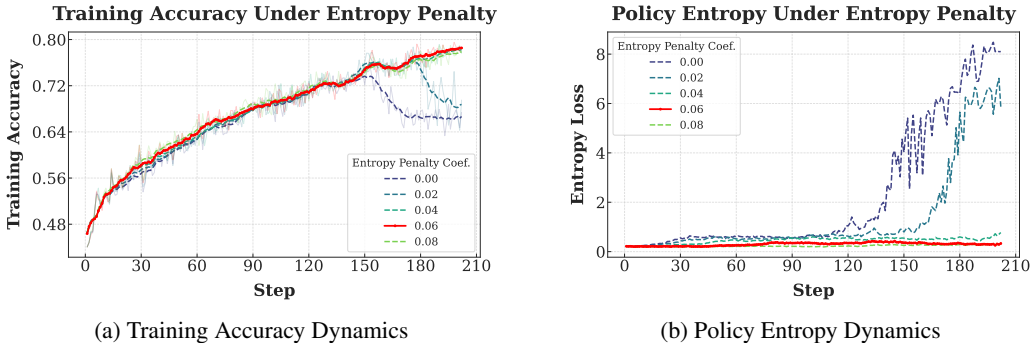 Training Accuracy Under Entropy Penalty
Training Accuracy
0.80
0.72
0.64
0.56
0.48
Entropy Penalty Coef.
0.00
0.02
0.04
0.06
0.08
0 30 60 90 120 150 180 210
Step
(a) Training Accuracy Dynamics
Policy Entropy Under Entropy Penalty
Entropy Loss
8
6
4
2
0
Entropy Penalty Coef.
0.00
0.02
0.04
0.06
0.08
0 30 60 90 120 150 180 210
Step
(b) Policy Entropy Dynamics